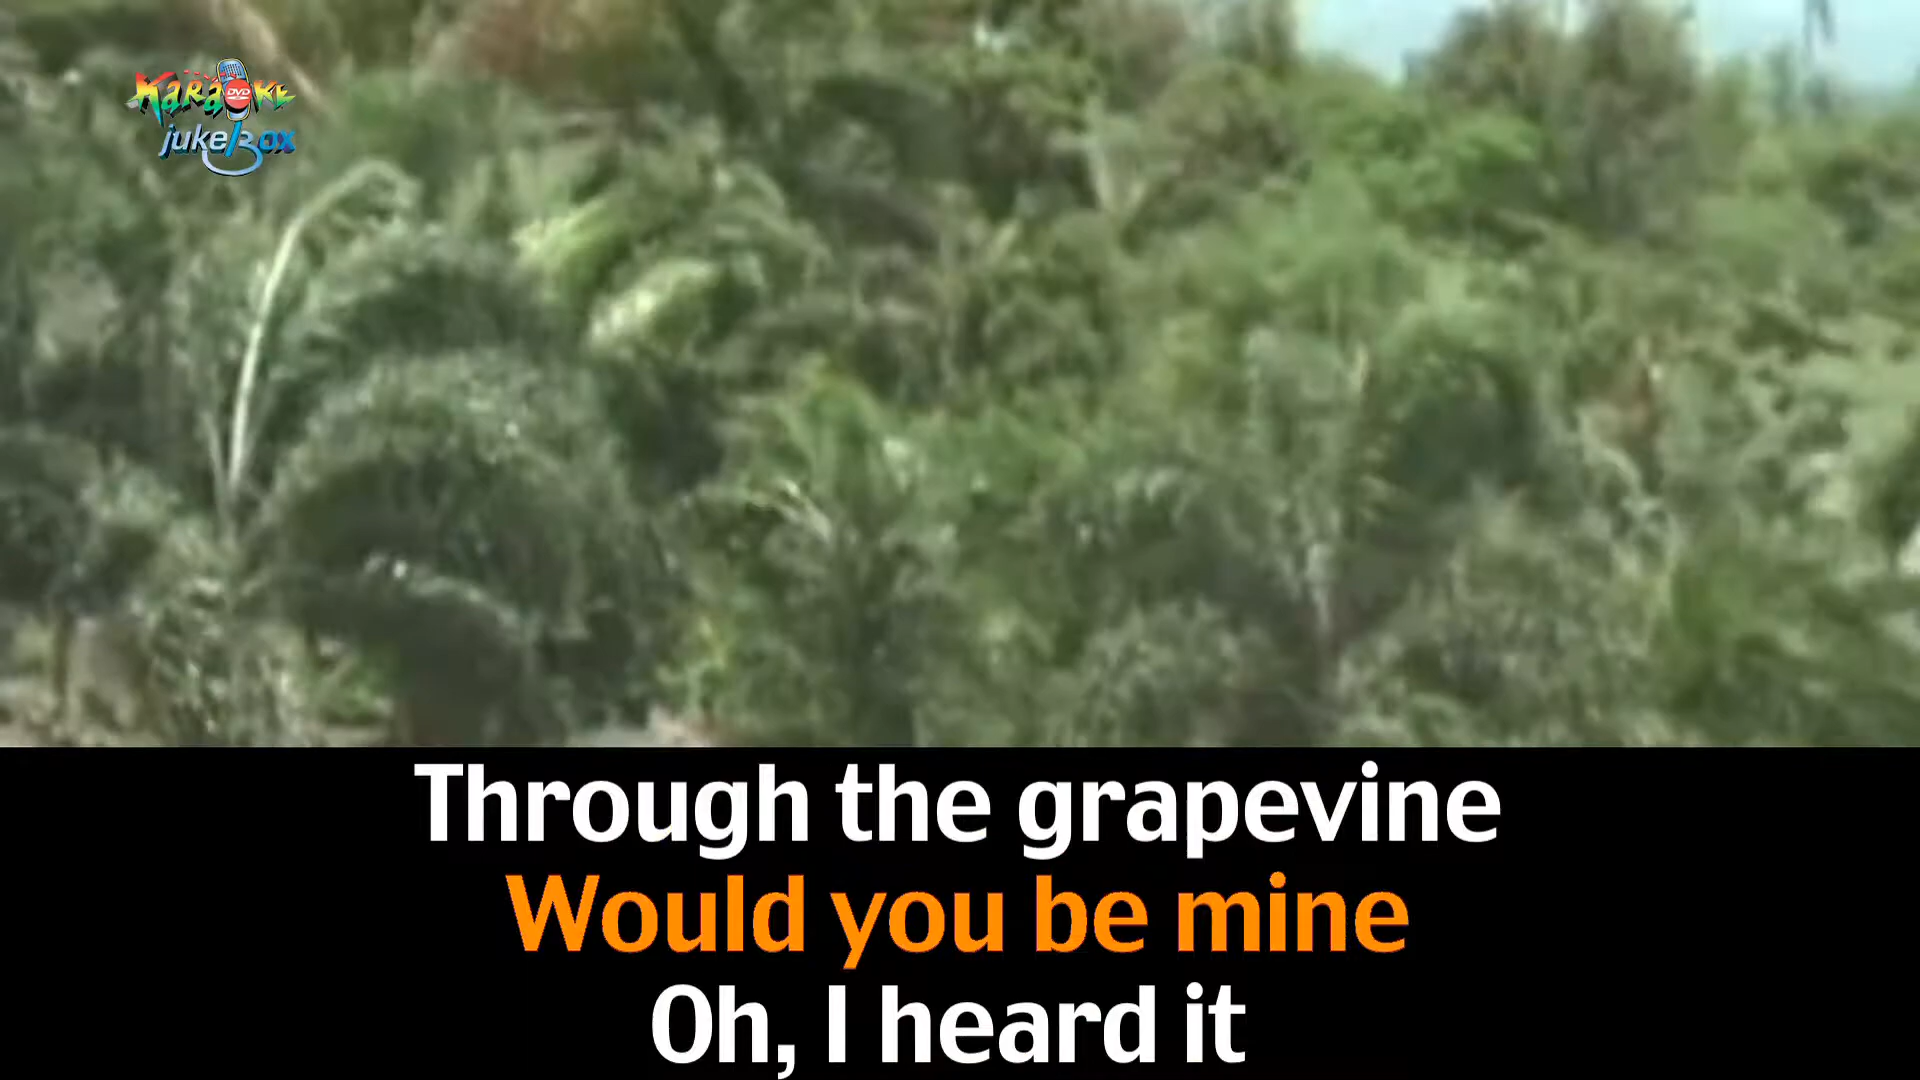 KaraOKe
DVD
jukeBox
Through the grapevine
Would you be mine
Oh, I heard it